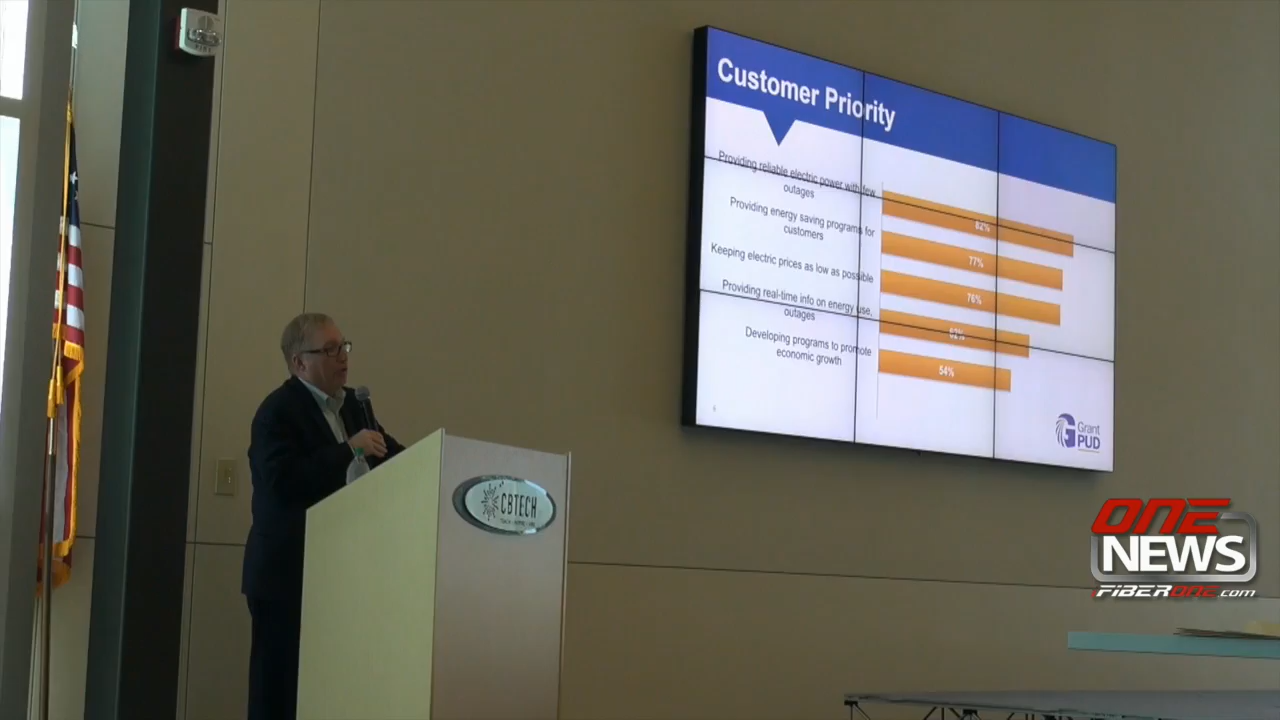 Customer Priority
Providing reliable electric power with few
outages
82%
Providing energy saving programs for
customers
77%
Keeping electric prices as low as possible
76%
Providing real-time info on energy use,
outages
62%
Developing programs to promote
economic growth
54%
Grant
PUD
CBTECH
ONE
NEWS
FIBERONE.com